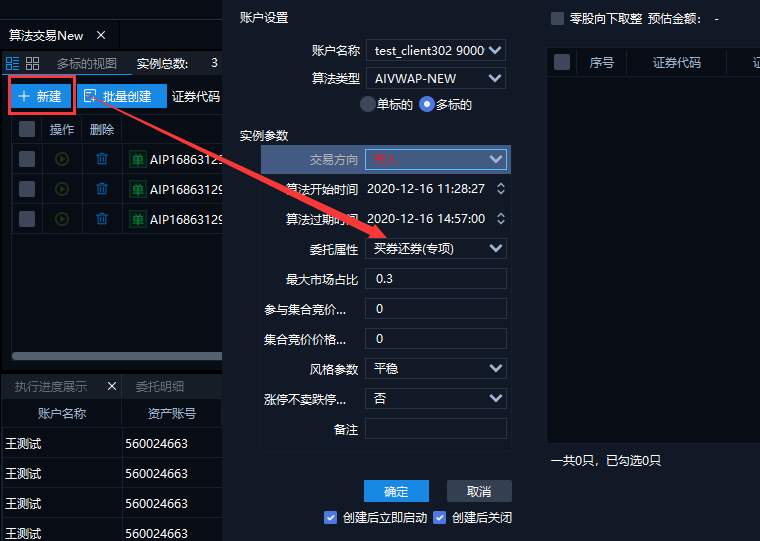 算法交易New ×
多标的视图 实例总数: 3
+ 新建 批量创建 证券代码
操作 删除
单 AIP16863129
单 AIP16863129
单 AIP16863129
执行进度展示 × 委托明细
账户名称 资产账号
王测试 560024663
王测试 560024663
王测试 560024663
王测试 560024663
账户设置
账户名称 test_client302 9000
算法类型 AIVWAP-NEW
单标的 多标的
实例参数
交易方向 买入
算法开始时间 2020-12-16 11:28:27
算法过期时间 2020-12-16 14:57:00
委托属性 买券还券(专项)
最大市场占比 0.3
参与集合竞价... 0
集合竞价价格... 0
风格参数 平稳
涨停不卖跌停... 否
备注
确定 取消
创建后立即启动 创建后关闭
零股向下取整 预估金额: -
序号 证券代码
一共0只，已勾选0只